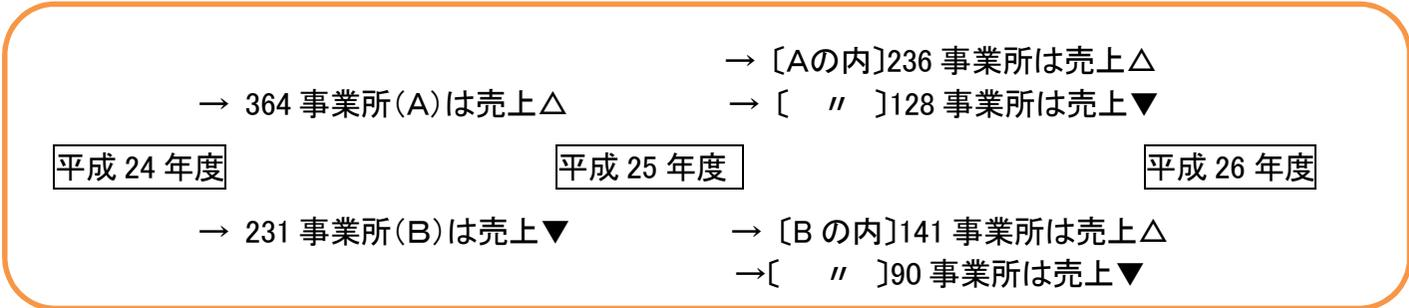 → 〔Aの内〕236 事業所は売上△
→ 364 事業所(A)は売上△ → 〔 〃 〕128 事業所は売上▼
平成 24 年度 平成 25 年度 平成 26 年度
→ 231 事業所(B)は売上▼ → 〔B の内〕141 事業所は売上△
→〔 〃 〕90 事業所は売上▼